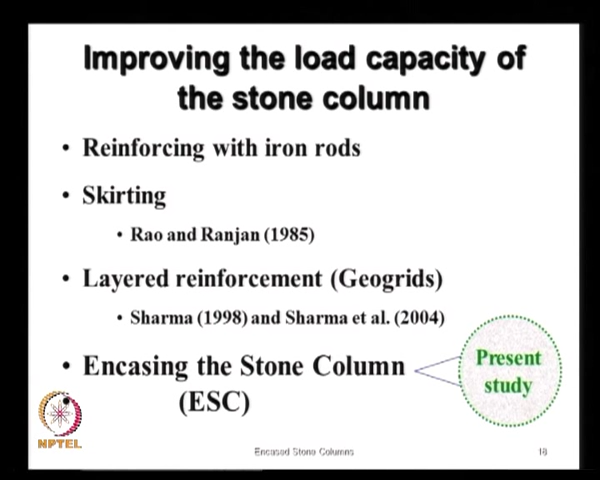 Improving the load capacity of
the stone column
• Reinforcing with iron rods
• Skirting
• Rao and Ranjan (1985)
• Layered reinforcement (Geogrids)
• Sharma (1998) and Sharma et al. (2004)
• Encasing the Stone Column
(ESC)
Present
study
NPTEL
Encased Stone Columns
18